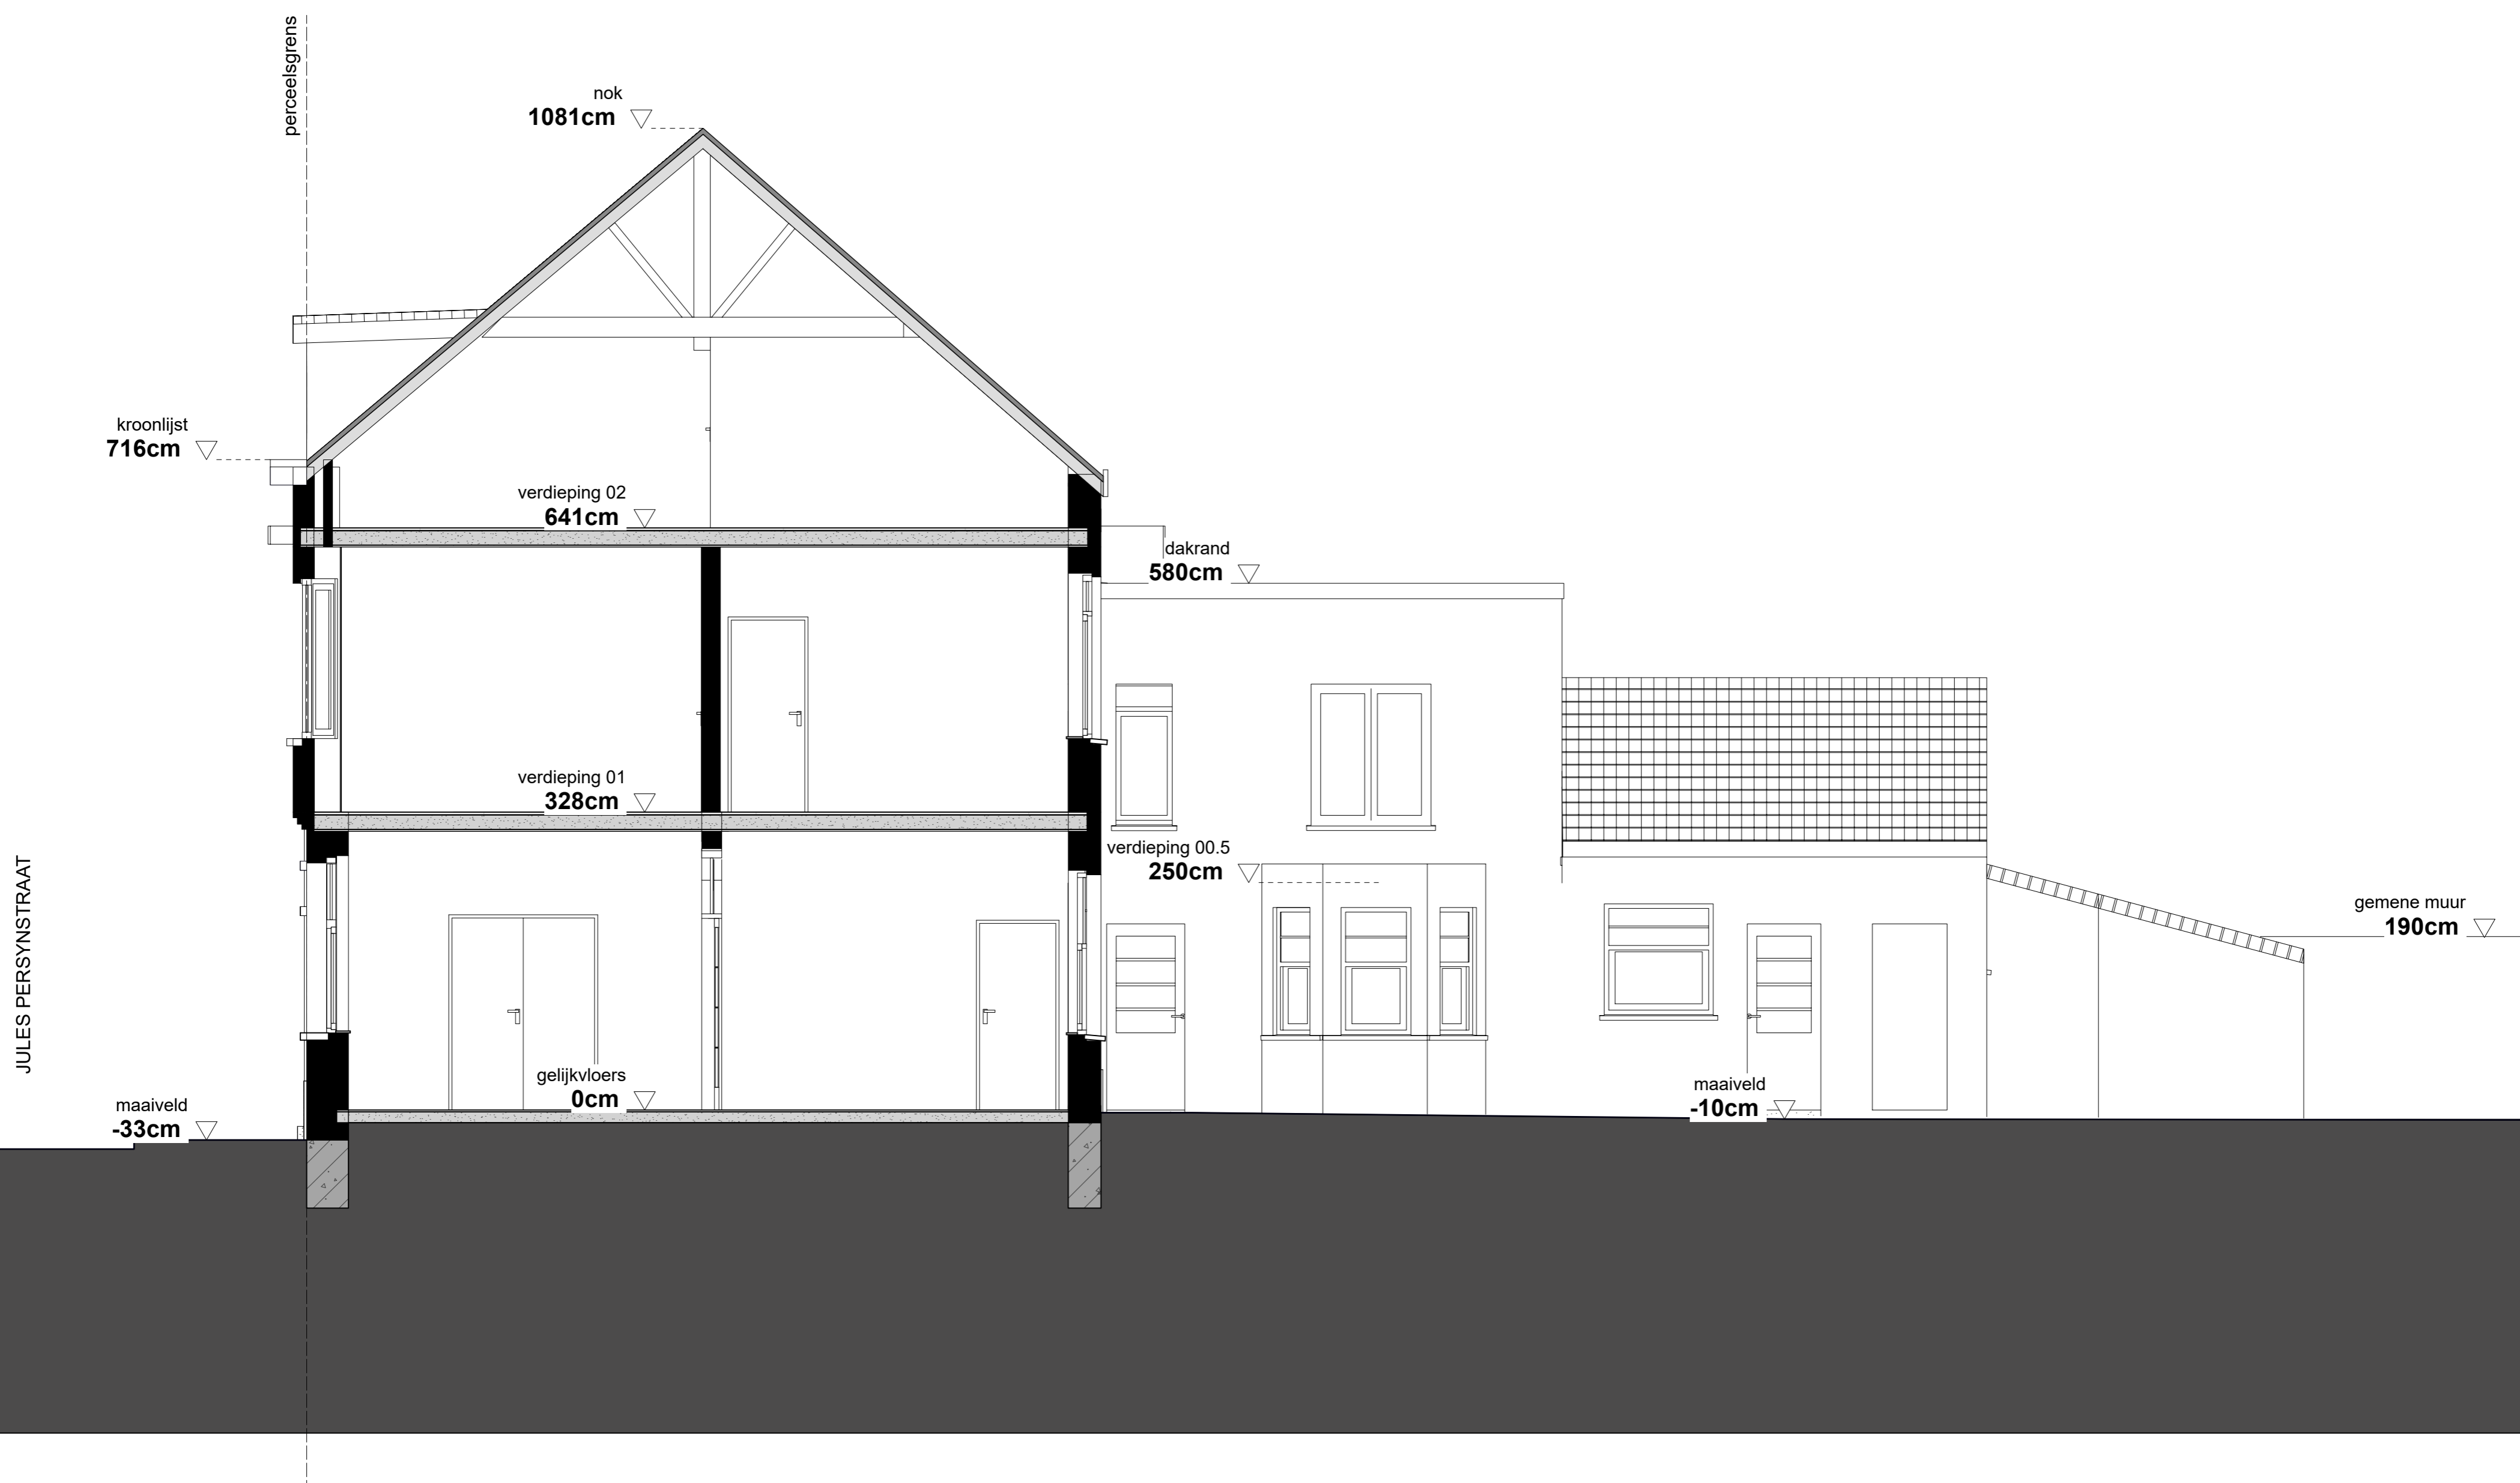 perceelsgrens
nok
1081cm
kroonlijst
716cm
verdieping 02
641cm
dakrand
580cm
verdieping 01
328cm
verdieping 00.5
250cm
gemene muur
190cm
JULES PERSYNSTRAAT
gelijkvloers
0cm
maaiveld
-10cm
maaiveld
-33cm